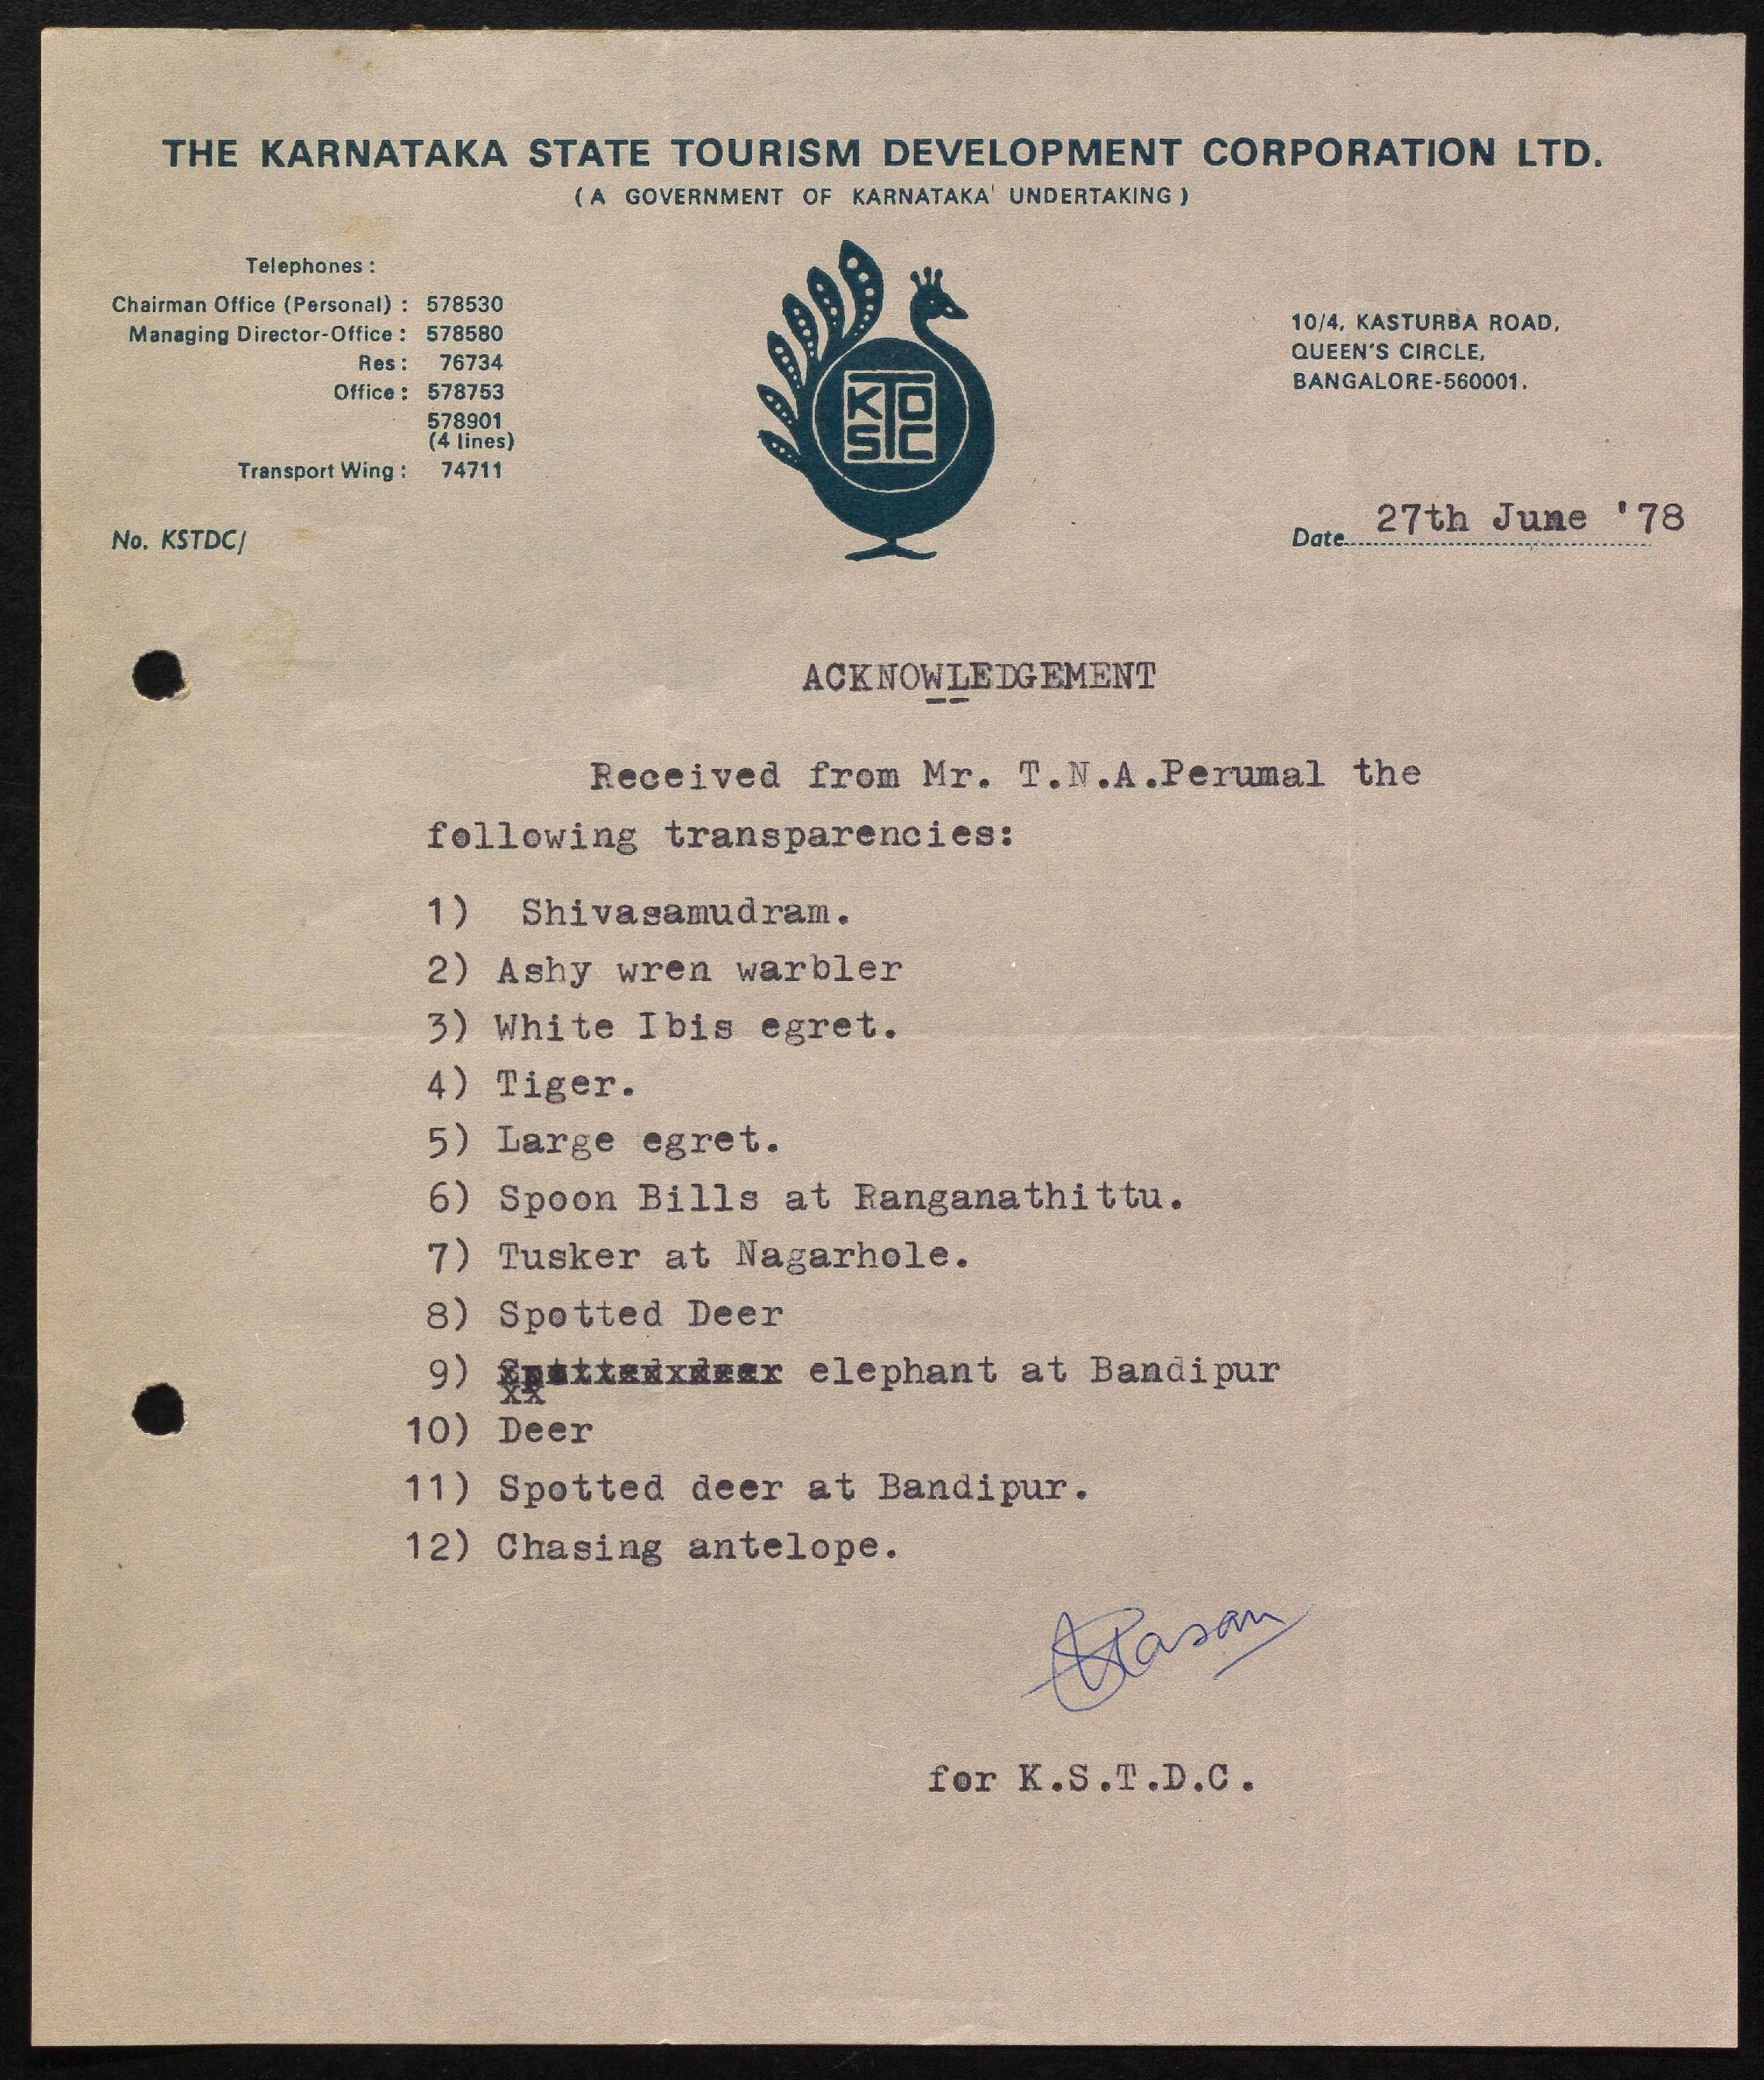 THE KARNATAKA STATE TOURISM DEVELOPMENT CORPORATION LTD.
(A GOVERNMENT OF KARNATAKA' UNDERTAKING)
Telephones:
Chairman Office (Personal) : 578530
Managing Director-Office : 578580
Res : 76734
Office : 578753
578901
(4 lines)
Transport Wing : 74711
No. KSTDC/
KTDC
S
10/4, KASTURBA ROAD,
QUEEN'S CIRCLE,
BANGALORE-560001.
Date 27th June '78
ACKNOWLEDGEMENT
Received from Mr. T.N.A.Perumal the
following transparencies:
1) Shivasamudram.
2) Ashy wren warbler
3) White Ibis egret.
4) Tiger.
5) Large egret.
6) Spoon Bills at Ranganathittu.
7) Tusker at Nagarhole.
8) Spotted Deer
9) Spotted deer elephant at Bandipur
10) Deer
11) Spotted deer at Bandipur.
12) Chasing antelope.
for K.S.T.D.C.